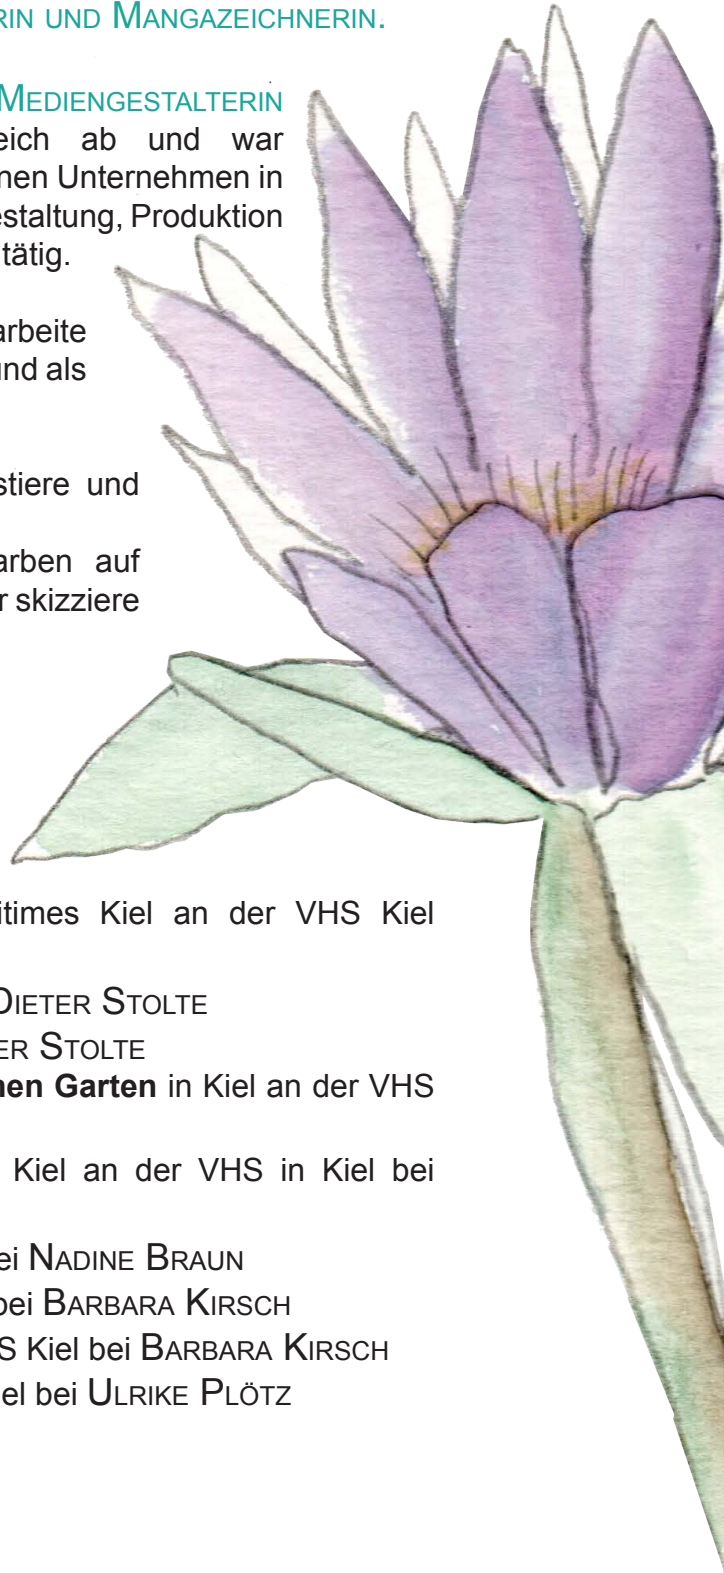 RIN UND MANGAZEICHNERIN.
MEDIENGESTALTERIN
eich ab und war
nen Unternehmen in
estaltung, Produktion
tätig.
arbeite
und als
stiere und
arben auf
r skizziere
itimes Kiel an der VHS Kiel
DIETER STOLTE
ER STOLTE
hen Garten in Kiel an der VHS
Kiel an der VHS in Kiel bei
ei NADINE BRAUN
bei BARBARA KIRSCH
S Kiel bei BARBARA KIRSCH
el bei ULRIKE PLÖTZ